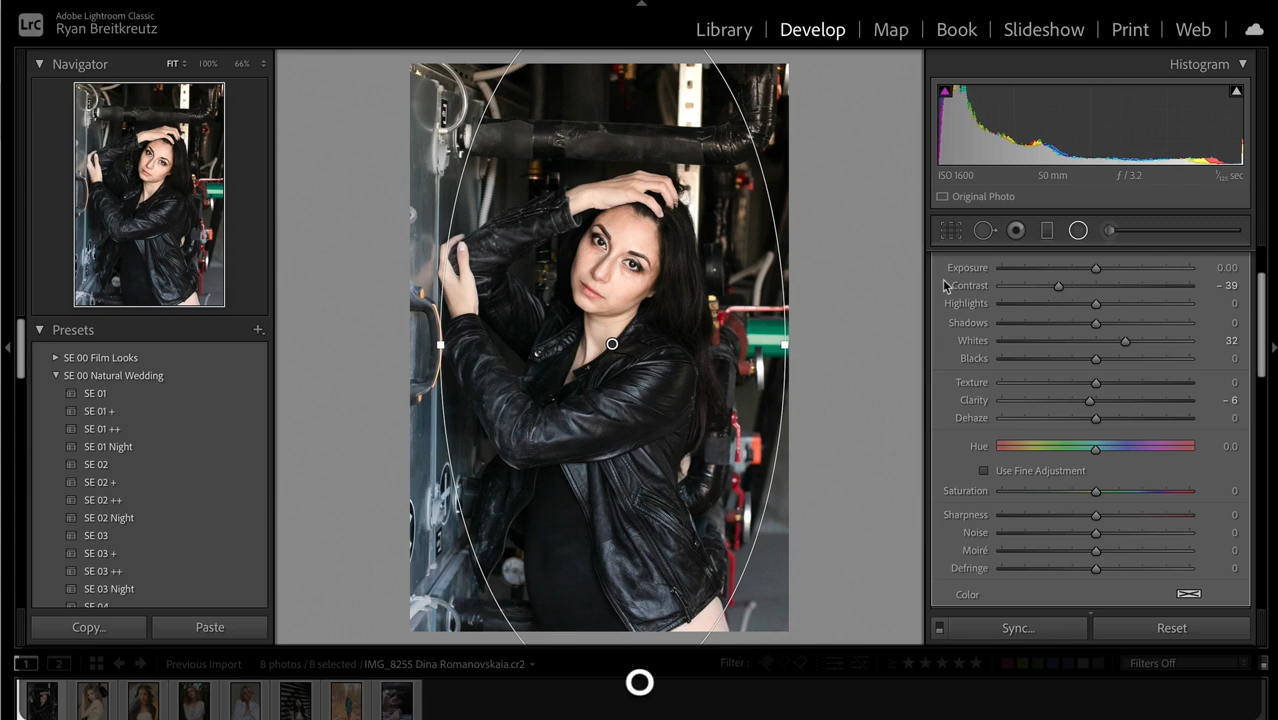 LrC
Adobe Lightroom Classic
Ryan Breitkreutz
Library | Develop | Map | Book | Slideshow | Print | Web
Navigator FIT 100% 66%
Presets +
SE 00 Film Looks
SE 00 Natural Wedding
SE 01
SE 01 +
SE 01 ++
SE 01 Night
SE 02
SE 02 +
SE 02 ++
SE 02 Night
SE 03
SE 03 +
SE 03 ++
SE 03 Night
SE 04
Copy... Paste
Histogram
ISO 1600 50 mm ƒ / 3.2 1/125 sec
Original Photo
Exposure 0.00
Contrast – 39
Highlights 0
Shadows 0
Whites 32
Blacks 0
Texture 0
Clarity – 6
Dehaze 0
Hue 0.0
Use Fine Adjustment
Saturation 0
Sharpness 0
Noise 0
Moiré 0
Defringe 0
Color
Sync... Reset
1 2 Previous Import 8 photos / 8 selected / IMG_8255 Dina Romanovskaia.cr2 Filter : ≥ ★★★★★ Filters Off